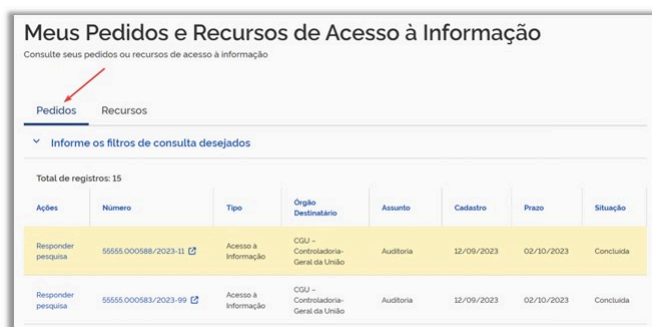 Meus Pedidos e Recursos de Acesso à Informação
Consulte seus pedidos ou recursos de acesso à informação
Pedidos Recursos
Informe os filtros de consulta desejados
Total de registros: 15
Ações Número Tipo Órgão Destinatário Assunto Cadastro Prazo Situação
Responder pesquisa 55555.000588/2023-11 Acesso à Informação CGU – Controladoria-Geral da União Auditoria 12/09/2023 02/10/2023 Concluída
Responder pesquisa 55555.000583/2023-99 Acesso à Informação CGU – Controladoria-Geral da União Auditoria 12/09/2023 02/10/2023 Concluída